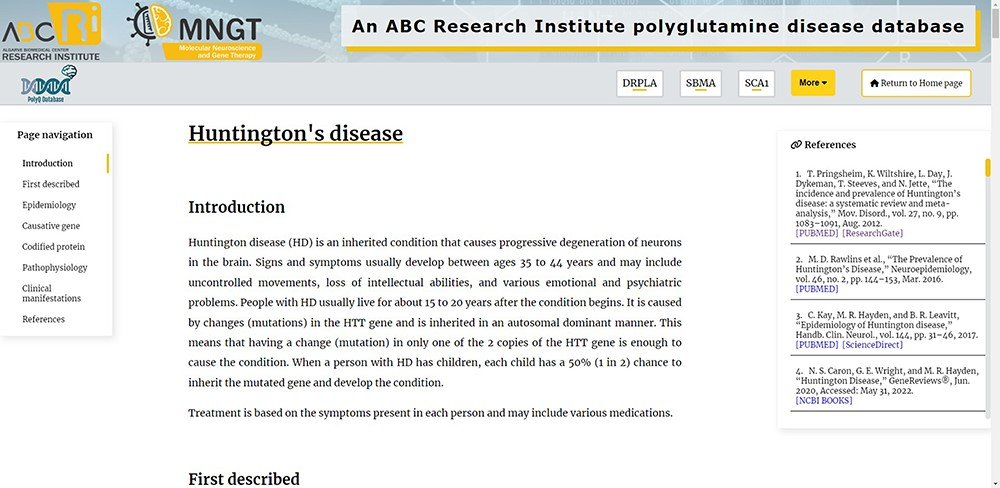 ABC Ri
ALGARVE BIOMEDICAL CENTER
RESEARCH INSTITUTE
MNGT
Molecular Neuroscience
and Gene Therapy
An ABC Research Institute polyglutamine disease database
PolyQ Database
DRPLA
SBMA
SCA1
More
Return to Home page
Page navigation
Introduction
First described
Epidemiology
Causative gene
Codified protein
Pathophysiology
Clinical
manifestations
References
Huntington's disease
Introduction
Huntington disease (HD) is an inherited condition that causes progressive degeneration of neurons
in the brain. Signs and symptoms usually develop between ages 35 to 44 years and may include
uncontrolled movements, loss of intellectual abilities, and various emotional and psychiatric
problems. People with HD usually live for about 15 to 20 years after the condition begins. It is caused
by changes (mutations) in the HTT gene and is inherited in an autosomal dominant manner. This
means that having a change (mutation) in only one of the 2 copies of the HTT gene is enough to
cause the condition. When a person with HD has children, each child has a 50% (1 in 2) chance to
inherit the mutated gene and develop the condition.
Treatment is based on the symptoms present in each person and may include various medications.
First described
References
1. T. Pringsheim, K. Wiltshire, L. Day, J.
Dykeman, T. Steeves, and N. Jette, “The
incidence and prevalence of Huntington's
disease: a systematic review and meta-
analysis,” Mov. Disord., vol. 27, no. 9, pp.
1083–1091, Aug. 2012.
[PUBMED] [ResearchGate]
2. M. D. Rawlins et al., “The Prevalence of
Huntington's Disease,” Neuroepidemiology,
vol. 46, no. 2, pp. 144–153, Mar. 2016.
[PUBMED]
3. C. Kay, M. R. Hayden, and B. R. Leavitt,
“Epidemiology of Huntington disease,”
Handb. Clin. Neurol., vol. 144, pp. 31–46, 2017.
[PUBMED] [ScienceDirect]
4. N. S. Caron, G. E. Wright, and M. R. Hayden,
“Huntington Disease,” GeneReviews®, Jun.
2020, Accessed: May 31, 2022.
[NCBI BOOKS]